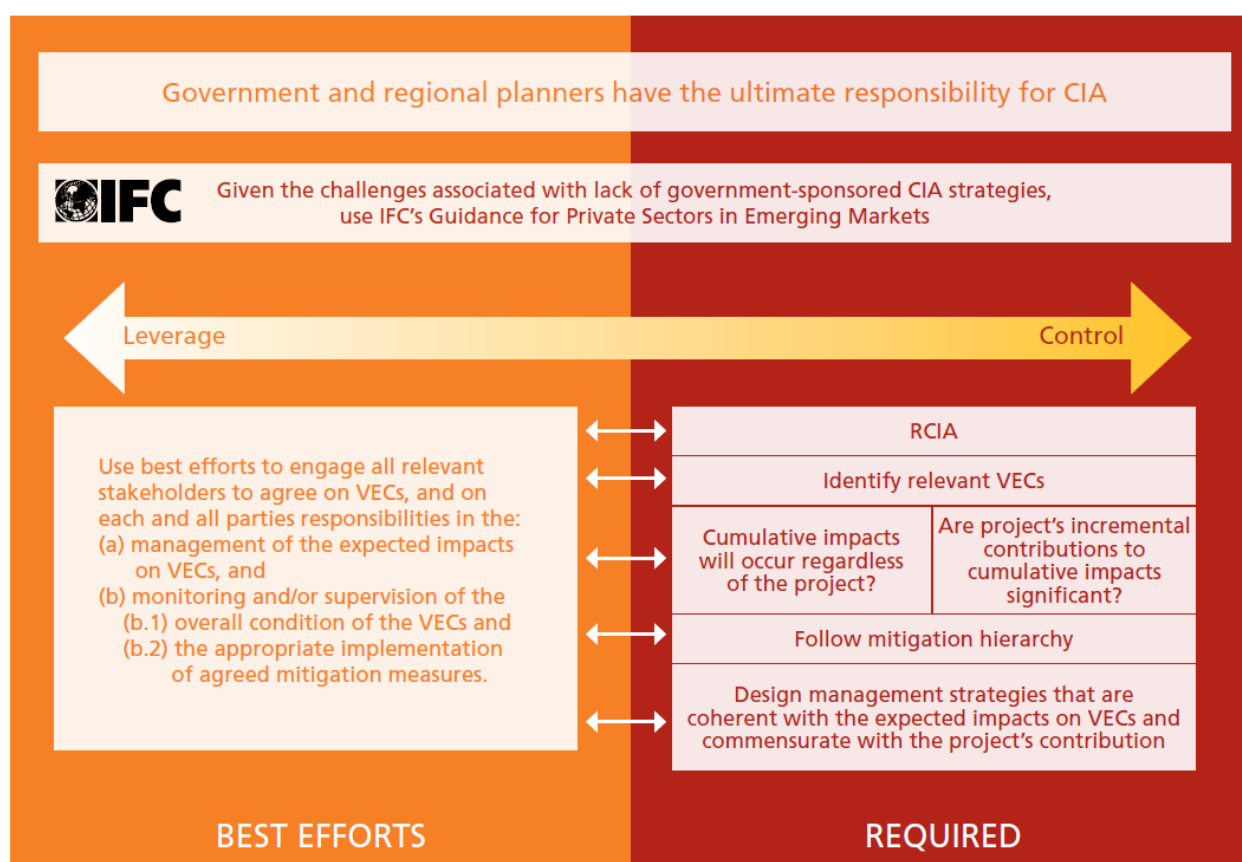 Government and regional planners have the ultimate responsibility for CIA
IFC
Given the challenges associated with lack of government-sponsored CIA strategies,
use IFC's Guidance for Private Sectors in Emerging Markets
Leverage
Control
Use best efforts to engage all relevant
stakeholders to agree on VECs, and on
each and all parties responsibilities in the:
(a) management of the expected impacts
on VECs, and
(b) monitoring and/or supervision of the
(b.1) overall condition of the VECs and
(b.2) the appropriate implementation
of agreed mitigation measures.
RCIA
Identify relevant VECs
Cumulative impacts
will occur regardless
of the project?
Are project's incremental
contributions to
cumulative impacts
significant?
Follow mitigation hierarchy
Design management strategies that are
coherent with the expected impacts on VECs and
commensurate with the project's contribution
BEST EFFORTS
REQUIRED